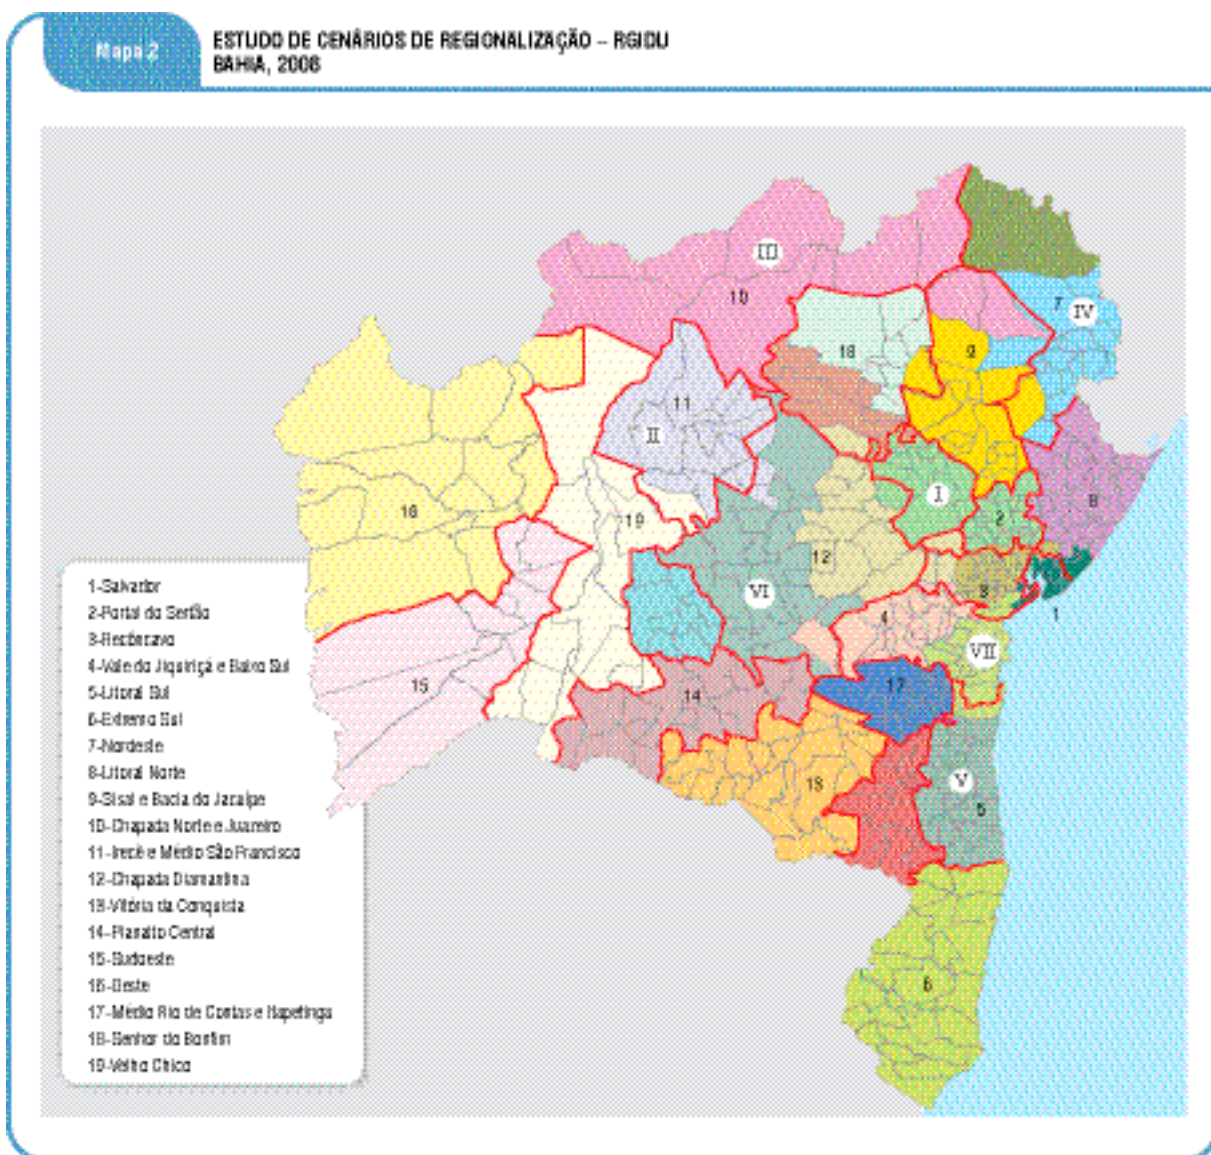 Mapa 2
ESTUDO DE CENÁRIOS DE REGIONALIZAÇÃO – RGIDU
BAHIA, 2008
III
10
7
IV
18
9
11
II
I
8
16
19
2
12
VI
3
1
4
VII
15
14
17
13
V
5
6
1-Salvador
2-Portal do Sertão
3-Recôncavo
4-Vale do Jiquiriçá e Baixo Sul
5-Litoral Sul
6-Extremo Sul
7-Nordeste
8-Litoral Norte
9-Sisal e Bacia do Jacuípe
10-Chapada Norte e Juazeiro
11-Irecê e Médio São Francisco
12-Chapada Diamantina
13-Vitória da Conquista
14-Planalto Central
15-Sudoeste
16-Oeste
17-Médio Rio de Contas e Itapetinga
18-Senhor do Bonfim
19-Velho Chico